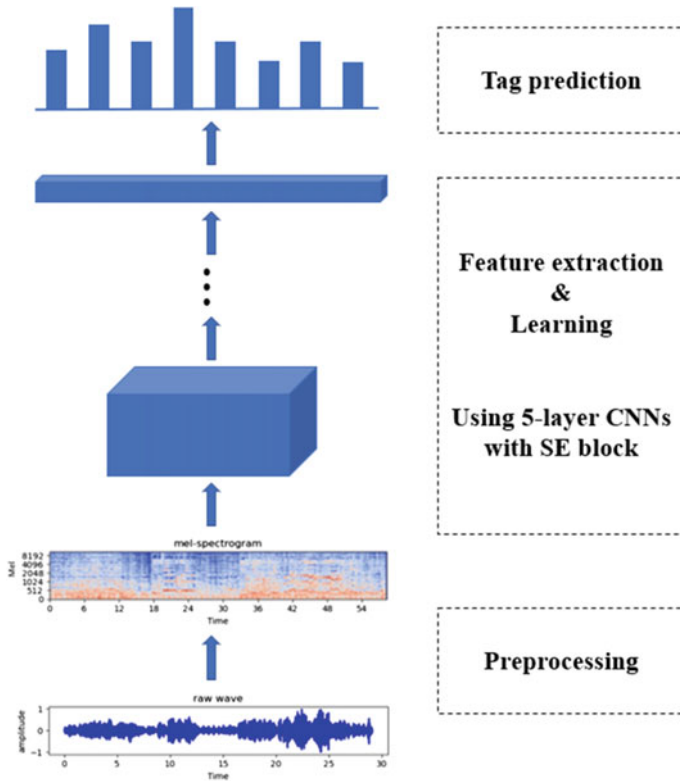 Tag prediction
Feature extraction
&
Learning
Using 5-layer CNNs
with SE block
mel-spectrogram
Mel
8192
4096
2048
1024
512
0
0 6 12 18 24 30 36 42 48 54
Time
Preprocessing
raw wave
amplitude
1
0
-1
0 5 10 15 20 25 30
Time